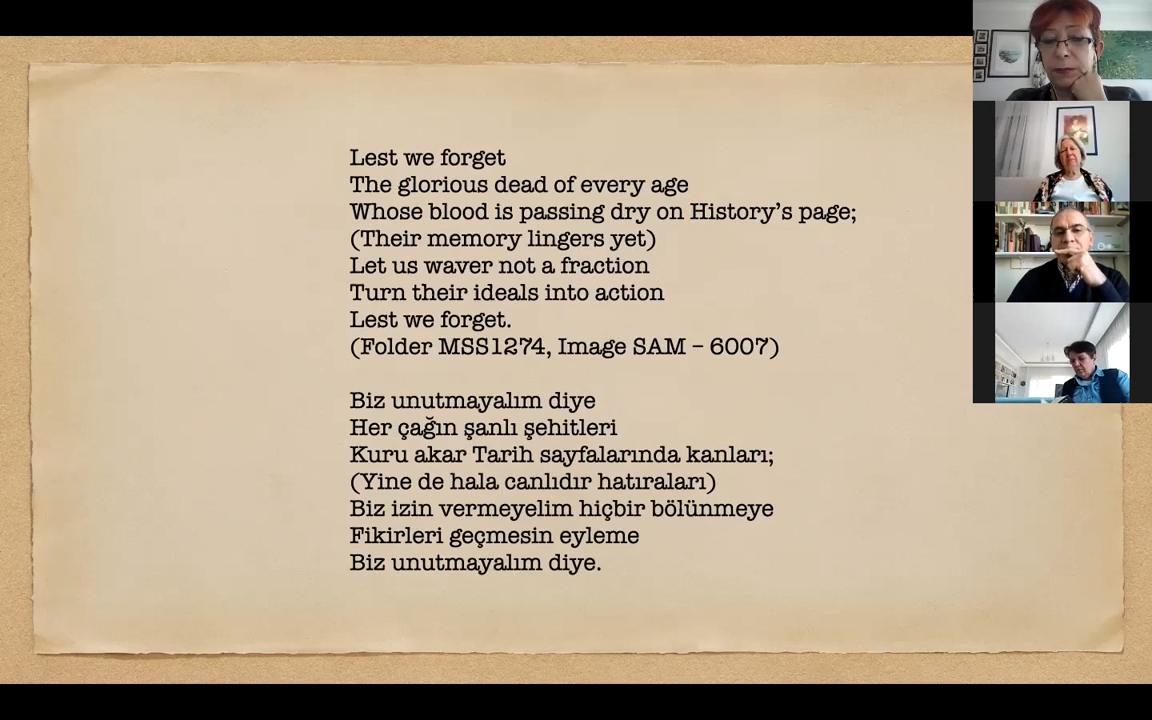 Lest we forget
The glorious dead of every age
Whose blood is passing dry on History’s page;
(Their memory lingers yet)
Let us waver not a fraction
Turn their ideals into action
Lest we forget.
(Folder MSS1274, Image SAM – 6007)
Biz unutmayalım diye
Her çağın şanlı şehitleri
Kuru akar Tarih sayfalarında kanları;
(Yine de hala canlıdır hatıraları)
Biz izin vermeyelim hiçbir bölünmeye
Fikirleri geçmesin eyleme
Biz unutmayalım diye.